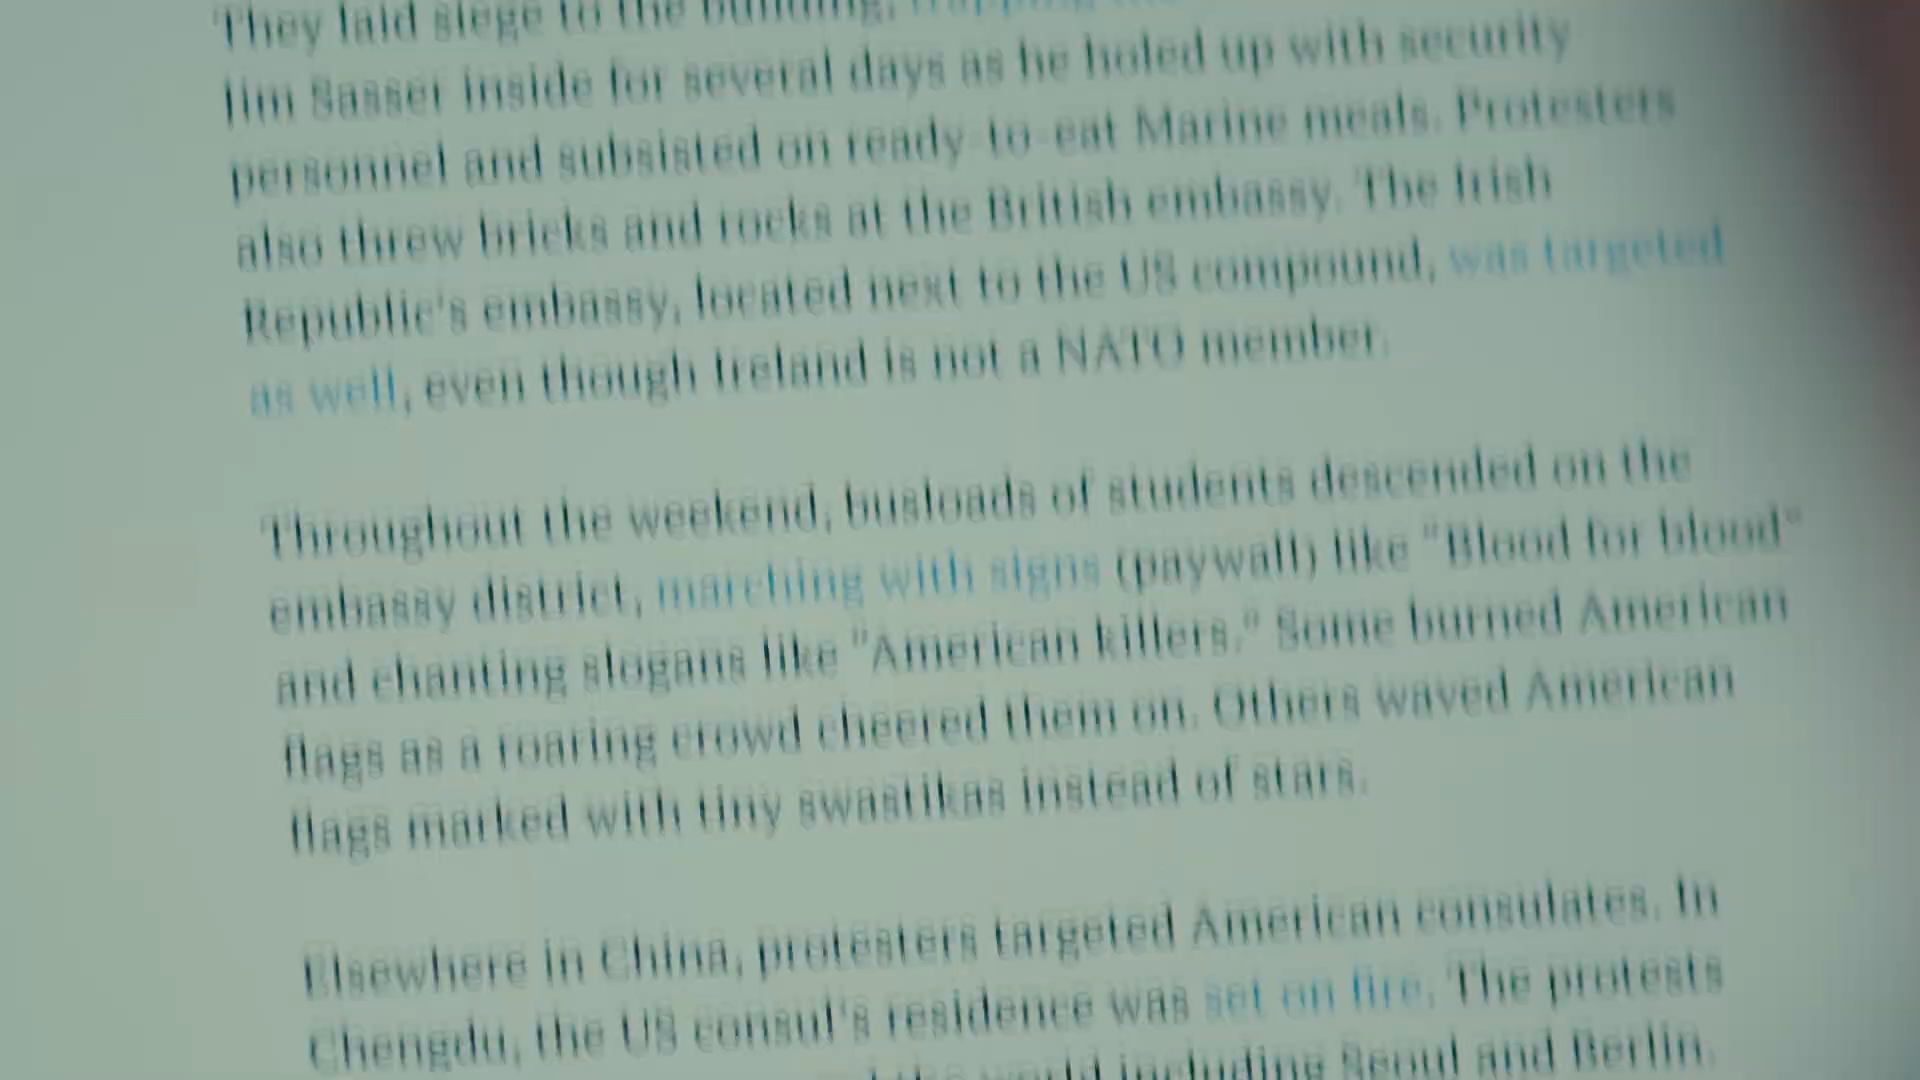 They laid siege to the building, trapping
Jim Sasser inside for several days as he holed up with security
personnel and subsisted on ready-to-eat Marine meals. Protesters
also threw bricks and rocks at the British embassy. The Irish
Republic's embassy, located next to the US compound, was targeted
as well, even though Ireland is not a NATO member.
Throughout the weekend, busloads of students descended on the
embassy district, marching with signs (paywall) like "Blood for blood"
and chanting slogans like "American killers." Some burned American
flags as a roaring crowd cheered them on. Others waved American
flags marked with tiny swastikas instead of stars.
Elsewhere in China, protesters targeted American consulates. In
Chengdu, the US consul's residence was set on fire. The protests
the world including Seoul and Berlin.